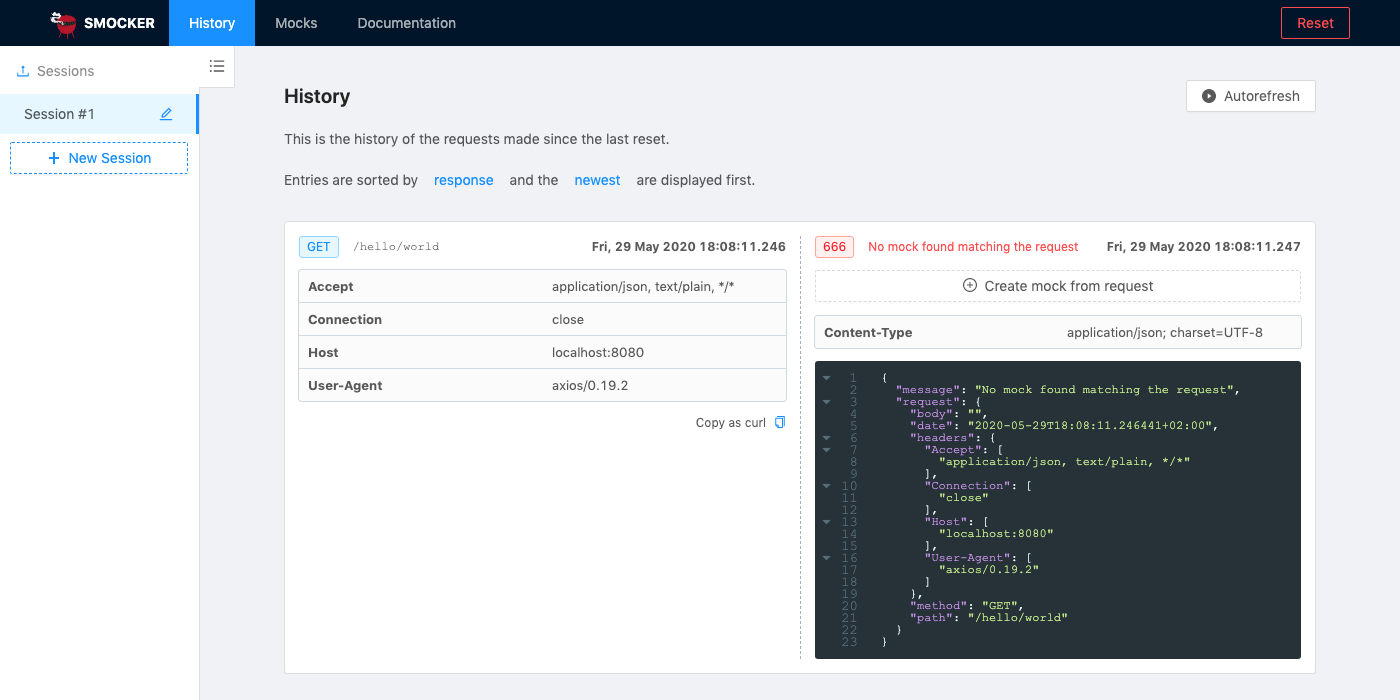 SMOCKER History Mocks Documentation Reset
Sessions
Session #1
New Session
History
Autorefresh
This is the history of the requests made since the last reset.
Entries are sorted by response and the newest are displayed first.
GET /hello/world Fri, 29 May 2020 18:08:11.246
Accept application/json, text/plain, */*
Connection close
Host localhost:8080
User-Agent axios/0.19.2
Copy as curl
666 No mock found matching the request Fri, 29 May 2020 18:08:11.247
Create mock from request
Content-Type application/json; charset=UTF-8
1 {
2 "message": "No mock found matching the request",
3 "request": {
4 "body": "",
5 "date": "2020-05-29T18:08:11.246441+02:00",
6 "headers": {
7 "Accept": [
8 "application/json, text/plain, */*"
9 ],
10 "Connection": [
11 "close"
12 ],
13 "Host": [
14 "localhost:8080"
15 ],
16 "User-Agent": [
17 "axios/0.19.2"
18 ]
19 },
20 "method": "GET",
21 "path": "/hello/world"
22 }
23 }